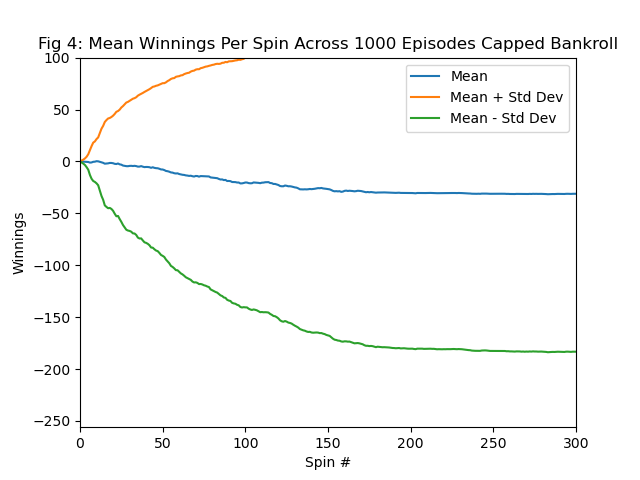 Fig 4: Mean Winnings Per Spin Across 1000 Episodes Capped Bankroll
Mean
Mean + Std Dev
Mean - Std Dev
Winnings
100
50
0
−50
−100
−150
−200
−250
0 50 100 150 200 250 300
Spin #